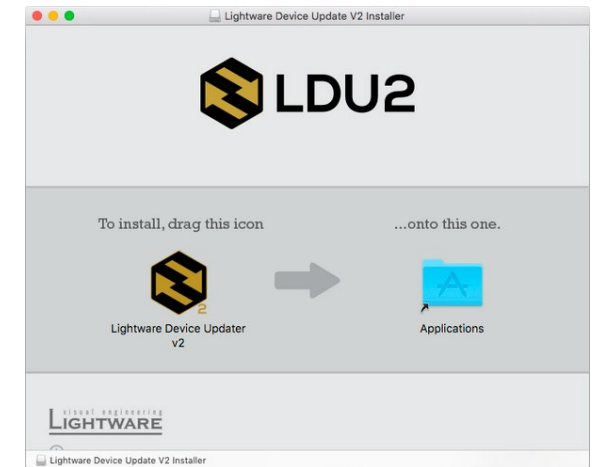 Lightware Device Update V2 Installer
LDU2
To install, drag this icon
...onto this one.
2
Lightware Device Updater
v2
Applications
visual engineering
LIGHTWARE
Lightware Device Update V2 Installer